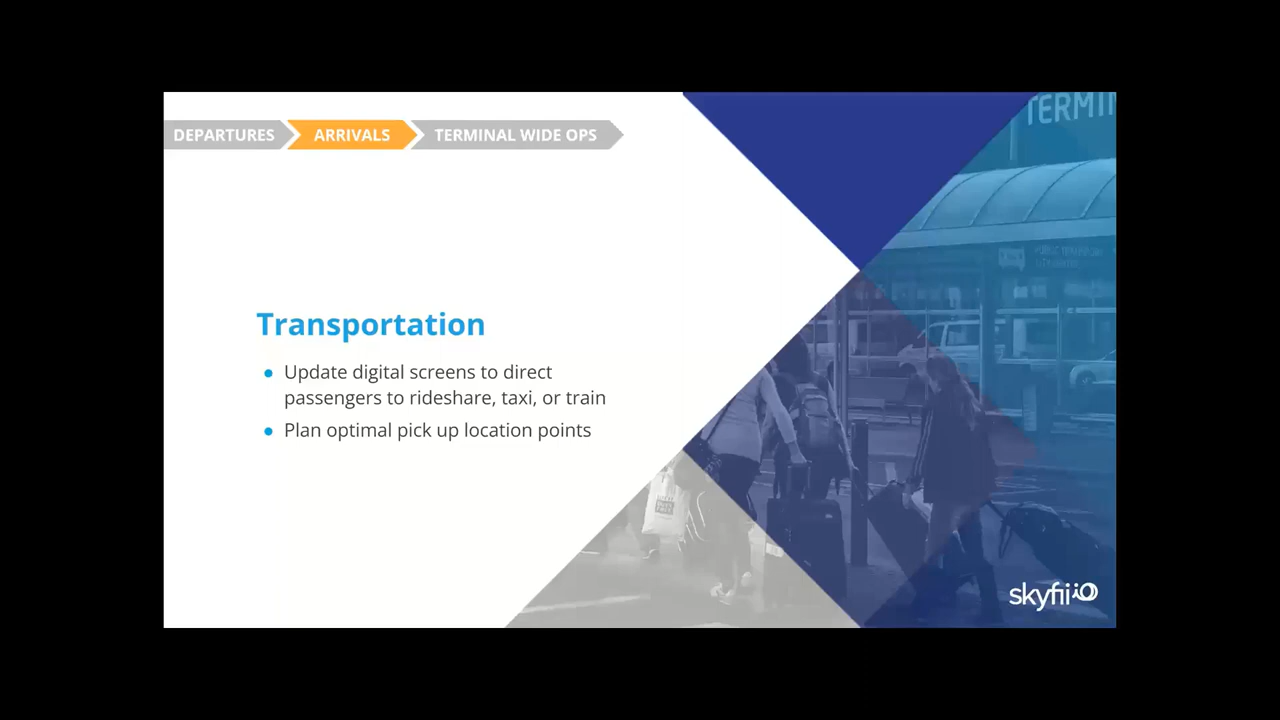 DEPARTURES
ARRIVALS
TERMINAL WIDE OPS
TERMIN
Transportation
● Update digital screens to direct
passengers to rideshare, taxi, or train
● Plan optimal pick up location points
skyfii iO